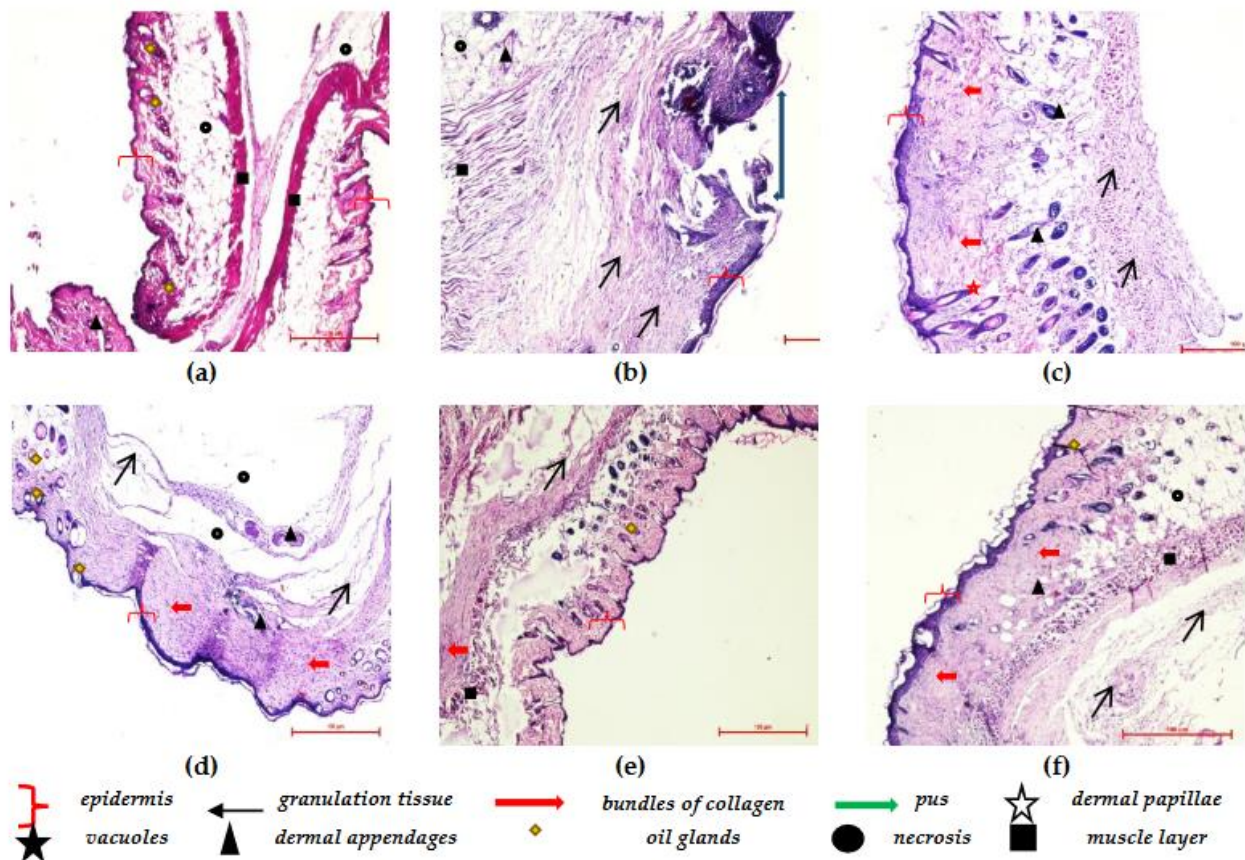 (a)
(b)
(c)
(d)
(e)
(f)
epidermis granulation tissue bundles of collagen pus dermal papillae
vacuoles dermal appendages oil glands necrosis muscle layer